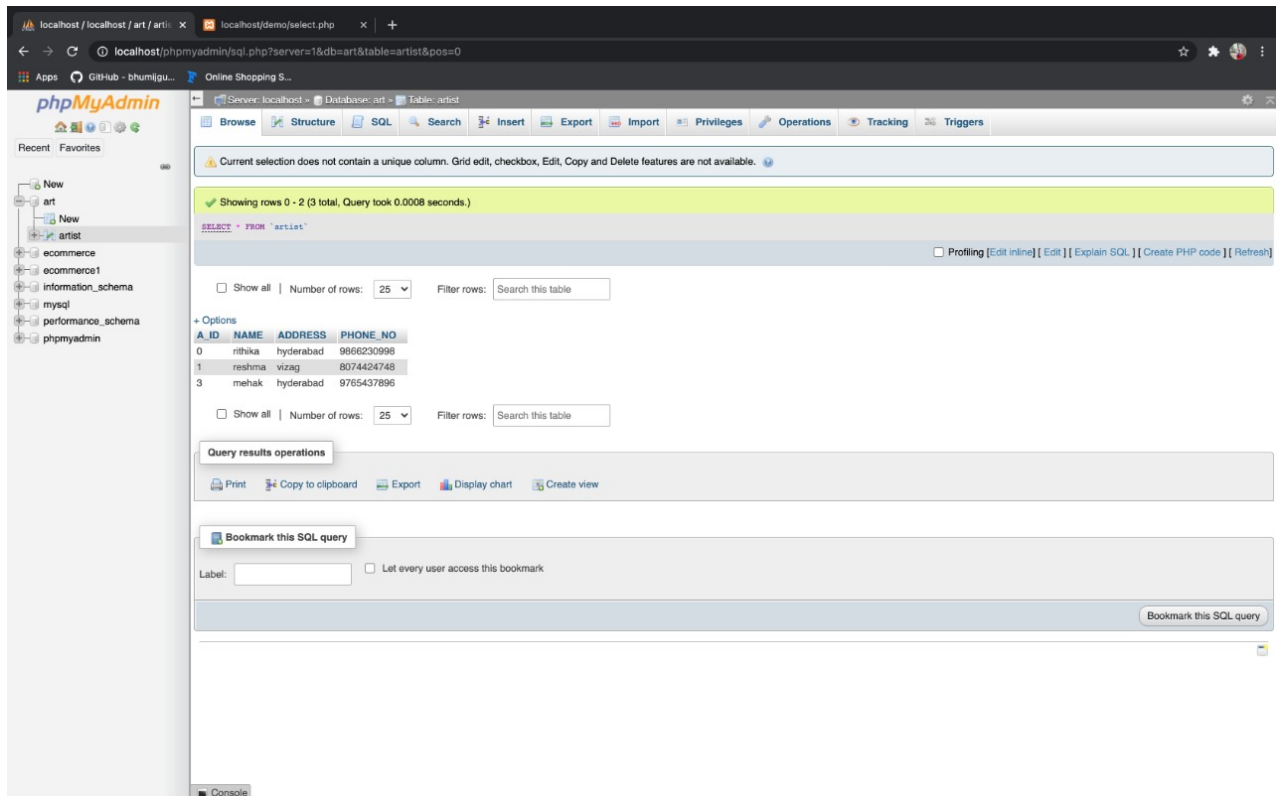 localhost / localhost / art / artis
localhost/demo/select.php
localhost/phpmyadmin/sql.php?server=1&db=art&table=artist&pos=0
Apps GitHub - bhumijgu... Online Shopping S...
phpMyAdmin
Recent Favorites
New
art
New
artist
ecommerce
ecommerce1
information_schema
mysql
performance_schema
phpmyadmin
Server: localhost » Database: art » Table: artist
Browse Structure SQL Search Insert Export Import Privileges Operations Tracking Triggers
Current selection does not contain a unique column. Grid edit, checkbox, Edit, Copy and Delete features are not available.
Showing rows 0 - 2 (3 total, Query took 0.0008 seconds.)
SELECT * FROM `artist`
Profiling [Edit inline] [ Edit ] [ Explain SQL ] [ Create PHP code ] [ Refresh]
Show all | Number of rows: 25 Filter rows: Search this table
+ Options
A_ID NAME ADDRESS PHONE_NO
0 rithika hyderabad 9866230998
1 reshma vizag 8074424748
3 mehak hyderabad 9765437896
Show all | Number of rows: 25 Filter rows: Search this table
Query results operations
Print Copy to clipboard Export Display chart Create view
Bookmark this SQL query
Label: Let every user access this bookmark
Bookmark this SQL query
Console